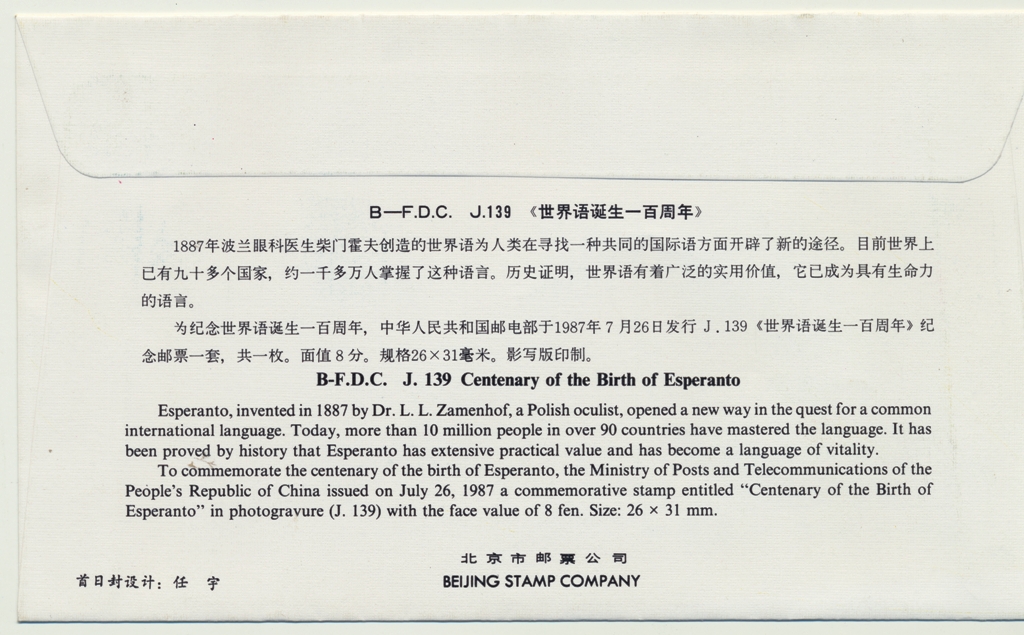 B—F.D.C. J.139 《世界语诞生一百周年》
1887年波兰眼科医生柴门霍夫创造的世界语为人类在寻找一种共同的国际语方面开辟了新的途径。目前世界上
已有九十多个国家，约一千多万人掌握了这种语言。历史证明，世界语有着广泛的实用价值，它已成为具有生命力
的语言。
为纪念世界语诞生一百周年，中华人民共和国邮电部于1987年7月26日发行J.139《世界语诞生一百周年》纪
念邮票一套，共一枚。面值8分。规格26×31毫米。影写版印制。
B-F.D.C. J. 139 Centenary of the Birth of Esperanto
Esperanto, invented in 1887 by Dr. L. L. Zamenhof, a Polish oculist, opened a new way in the quest for a common
international language. Today, more than 10 million people in over 90 countries have mastered the language. It has
been proved by history that Esperanto has extensive practical value and has become a language of vitality.
To commemorate the centenary of the birth of Esperanto, the Ministry of Posts and Telecommunications of the
People's Republic of China issued on July 26, 1987 a commemorative stamp entitled "Centenary of the Birth of
Esperanto" in photogravure (J. 139) with the face value of 8 fen. Size: 26 × 31 mm.
北京市邮票公司
首日封设计：任 宇
BEIJING STAMP COMPANY